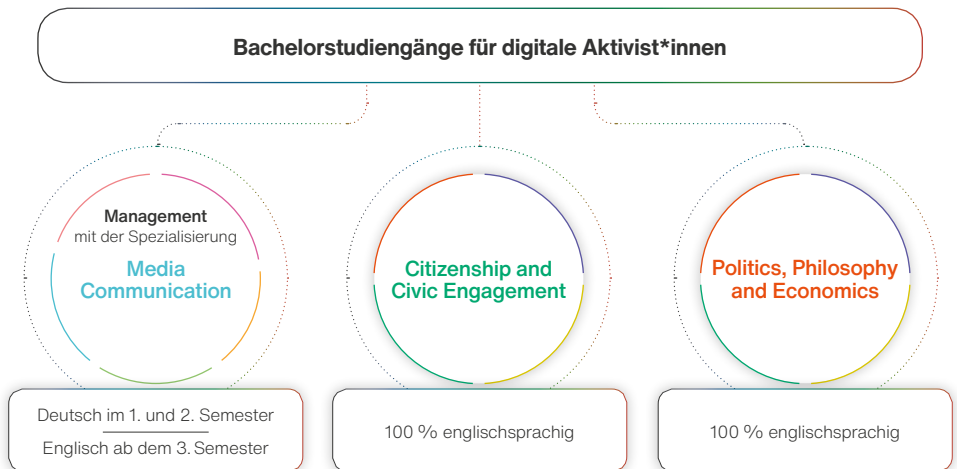 Bachelorstudiengänge für digitale Aktivist*innen
Management
mit der Spezialisierung
Media
Communication
Citizenship and
Civic Engagement
Politics, Philosophy
and Economics
Deutsch im 1. und 2. Semester
Englisch ab dem 3. Semester
100 % englischsprachig
100 % englischsprachig